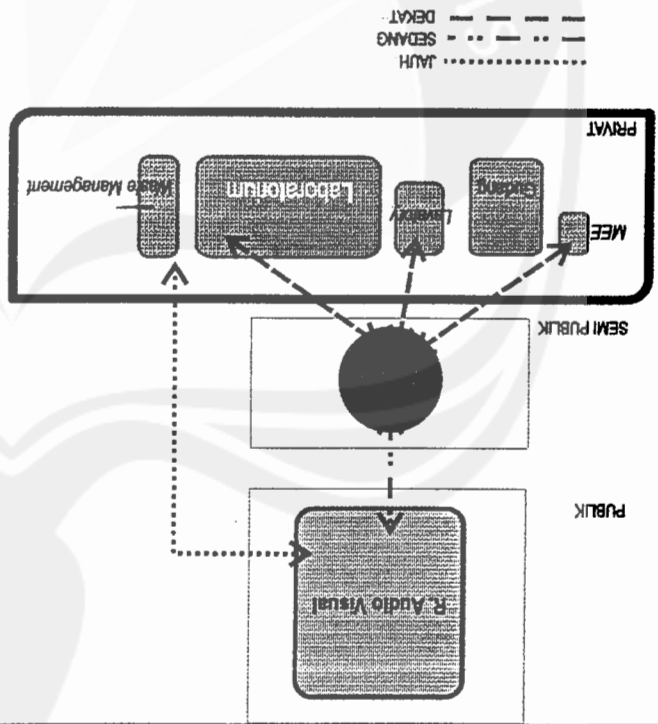 R. Audio Visual
PUBLIK
SEMI PUBLIK
MEE
Gudang
Lavatory
Laboratorium
Waste Management
PRIVAT
JAUH
SEDANG
DEKAT